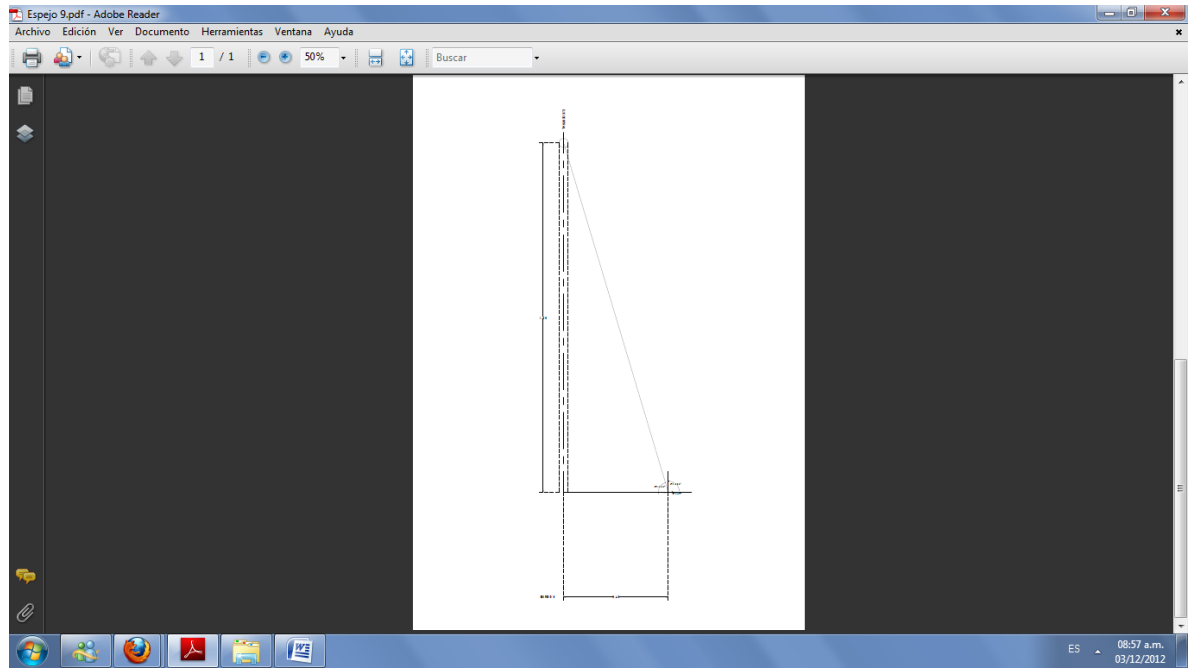 Espejo 9.pdf - Adobe Reader
Archivo Edición Ver Documento Herramientas Ventana Ayuda
1 / 1 50% Buscar
ES 08:57 a.m.
03/12/2012